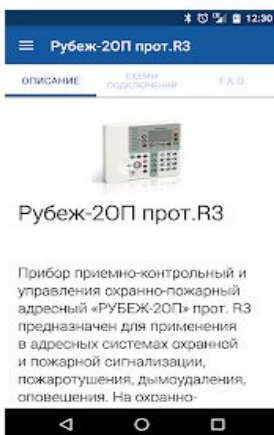 12:30
Рубеж-2ОП прот.R3
ОПИСАНИЕ
СХЕМЫ
ПОДКЛЮЧЕНИЯ
F.A.Q.
Рубеж-2ОП прот.R3
Прибор приемно-контрольный и
управления охранно-пожарный
адресный «РУБЕЖ-2ОП» прот. R3
предназначен для применения
в адресных системах охранной
и пожарной сигнализации,
пожаротушения, дымоудаления,
оповещения. На охранно-